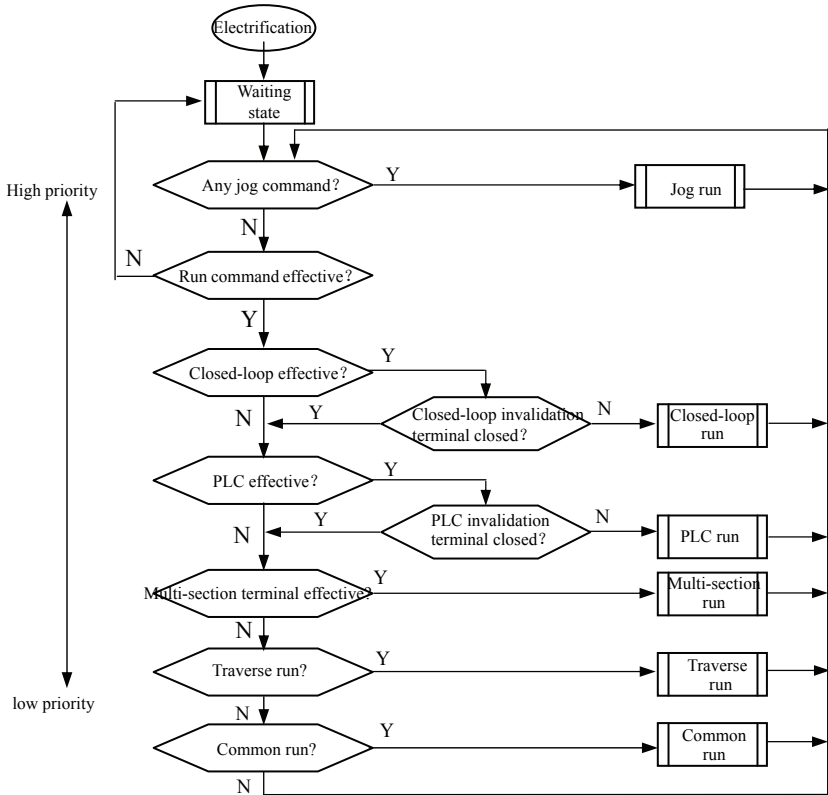 Electrification
Waiting
state
Any jog command?
Y
Jog run
High priority
N
N
Run command effective?
Y
Closed-loop effective?
Y
N
Y
Closed-loop invalidation
terminal closed?
N
Closed-loop
run
PLC effective?
Y
N
Y
PLC invalidation
terminal closed?
N
PLC run
Multi-section terminal effective?
Y
Multi-section
run
N
Traverse run?
Y
Traverse
run
low priority
N
Common run?
Y
Common
run
N